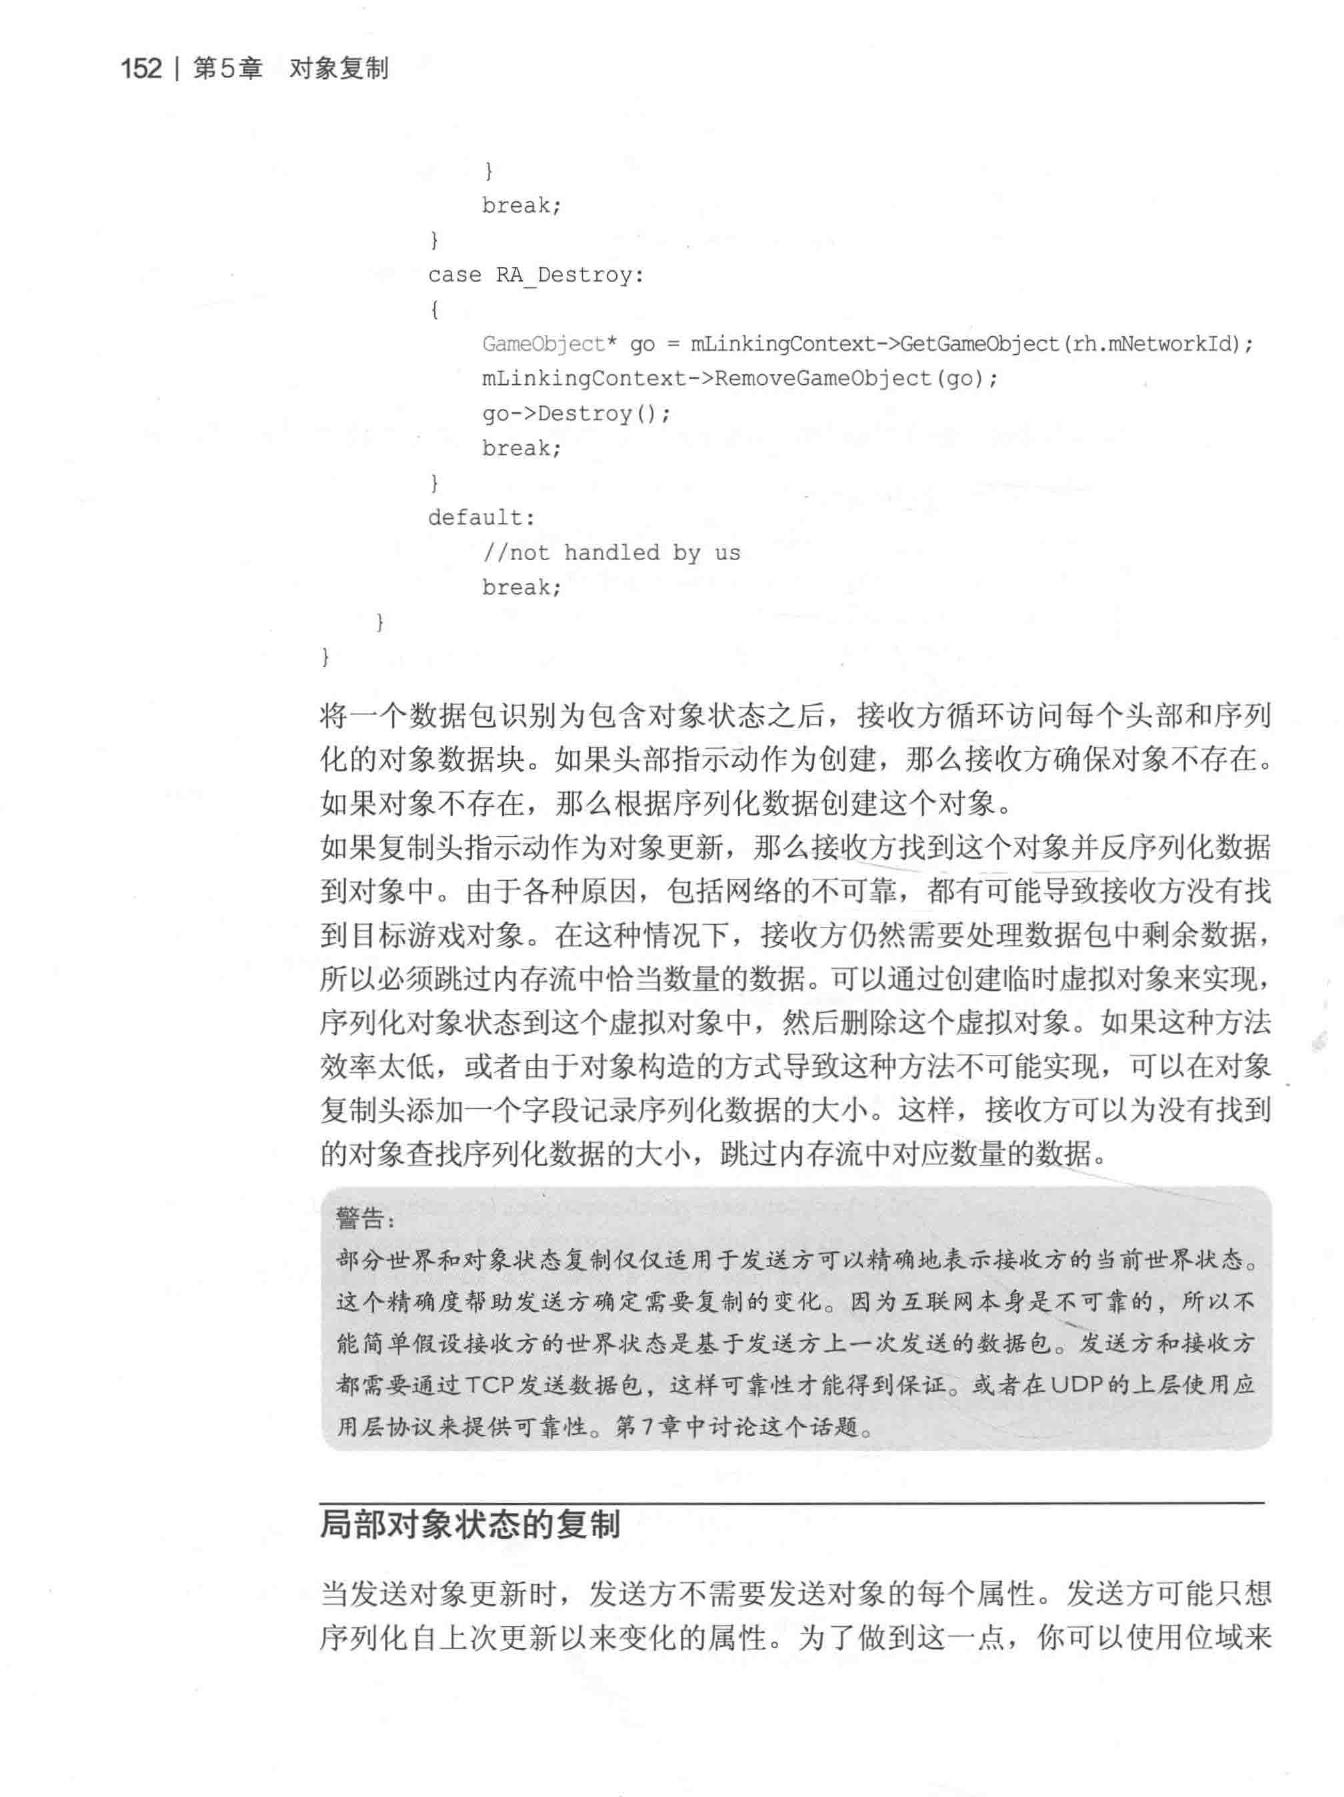 152 | 第5章 对象复制
}
break;
}
case RA_Destroy:
{
GameObject* go = mLinkingContext->GetGameObject(rh.mNetworkId);
mLinkingContext->RemoveGameObject(go);
go->Destroy();
break;
}
default:
//not handled by us
break;
}
}
将一个数据包识别为包含对象状态之后，接收方循环访问每个头部和序列
化的对象数据块。如果头部指示动作为创建，那么接收方确保对象不存在。
如果对象不存在，那么根据序列化数据创建这个对象。
如果复制头指示动作为对象更新，那么接收方找到这个对象并反序列化数据
到对象中。由于各种原因，包括网络的不可靠，都有可能导致接收方没有找
到目标游戏对象。在这种情况下，接收方仍然需要处理数据包中剩余数据，
所以必须跳过内存流中恰当数量的数据。可以通过创建临时虚拟对象来实现，
序列化对象状态到这个虚拟对象中，然后删除这个虚拟对象。如果这种方法
效率太低，或者由于对象构造的方式导致这种方法不可能实现，可以在对象
复制头添加一个字段记录序列化数据的大小。这样，接收方可以为没有找到
的对象查找序列化数据的大小，跳过内存流中对应数量的数据。
警告：
部分世界和对象状态复制仅仅适用于发送方可以精确地表示接收方的当前世界状态。
这个精确度帮助发送方确定需要复制的变化。因为互联网本身是不可靠的，所以不
能简单假设接收方的世界状态是基于发送方上一次发送的数据包。发送方和接收方
都需要通过TCP发送数据包，这样可靠性才能得到保证。或者在UDP的上层使用应
用层协议来提供可靠性。第7章中讨论这个话题。
局部对象状态的复制
当发送对象更新时，发送方不需要发送对象的每个属性。发送方可能只想
序列化自上次更新以来变化的属性。为了做到这一点，你可以使用位域来